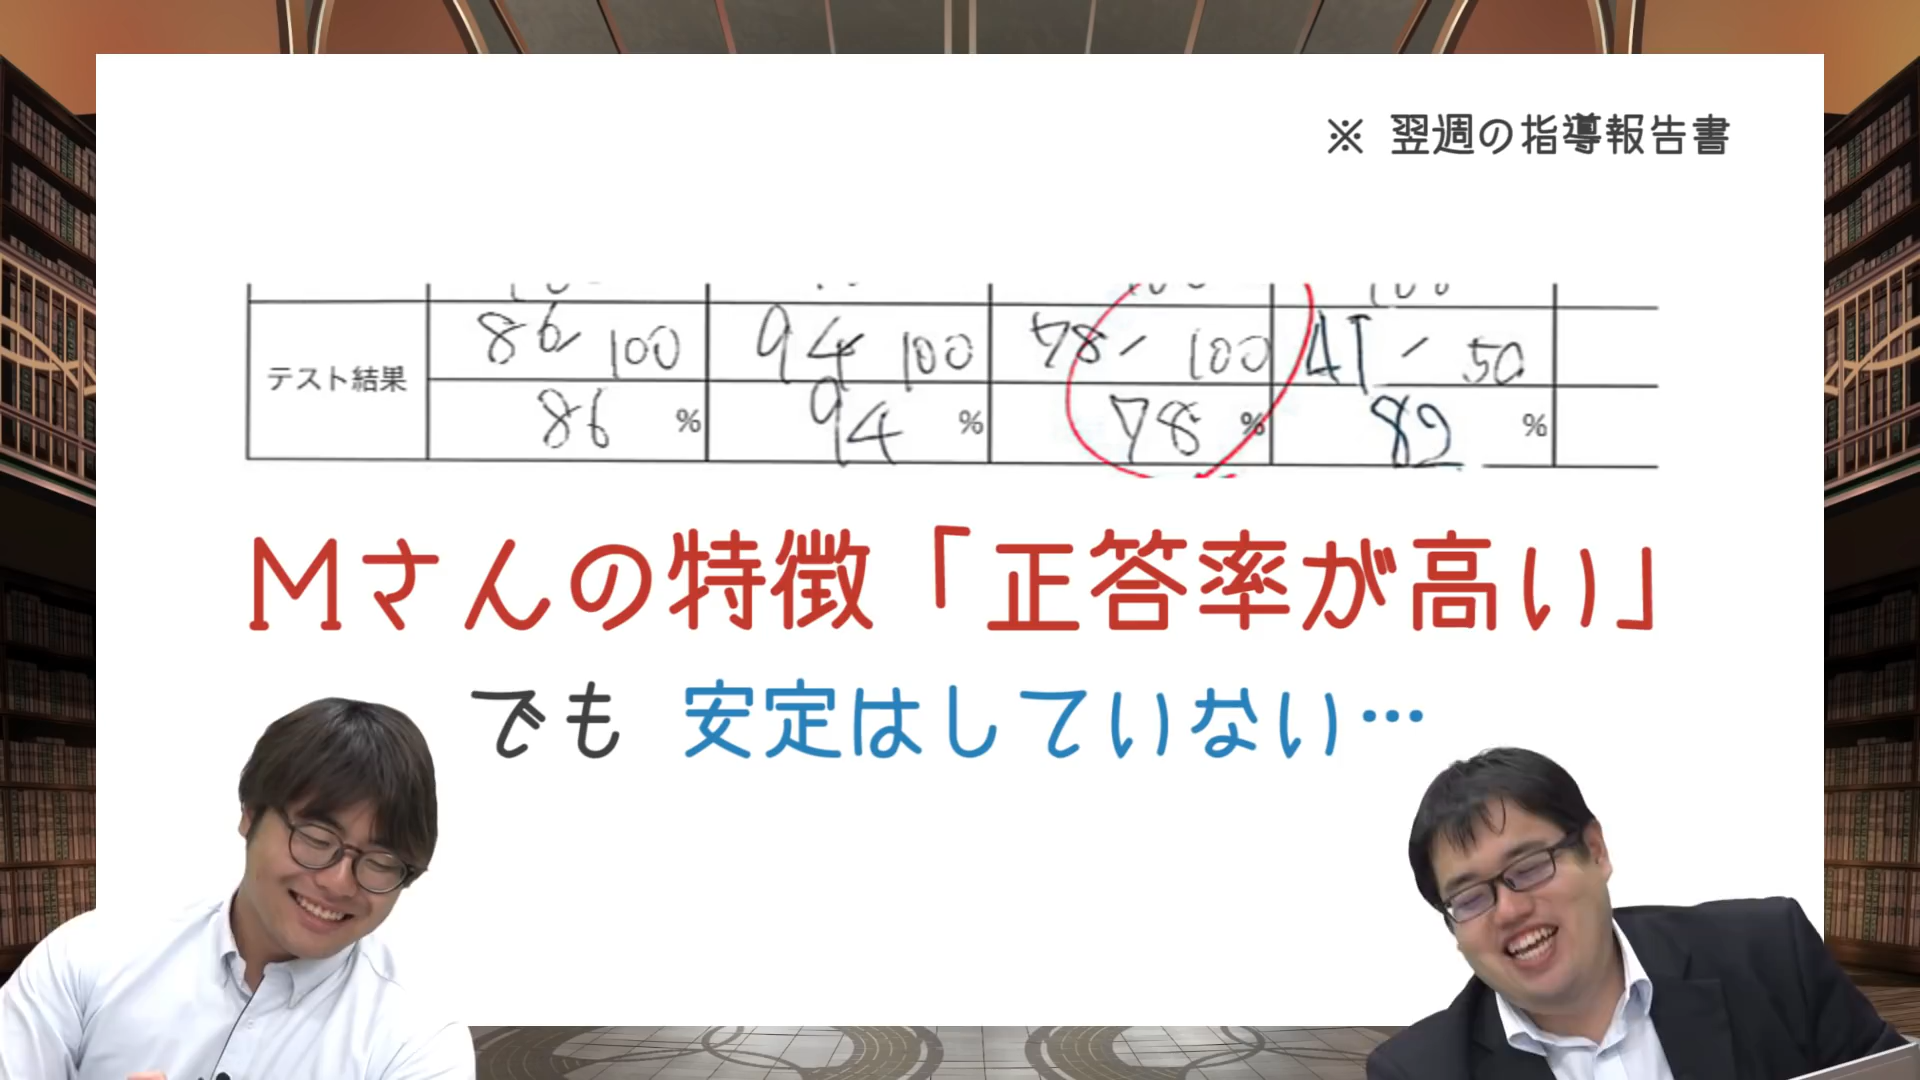 ※ 翌週の指導報告書
テスト結果 86/100 94 100 78/100 41/50
86 % 94 % 78 % 82 %
Mさんの特徴「正答率が高い」
でも 安定はしていない…